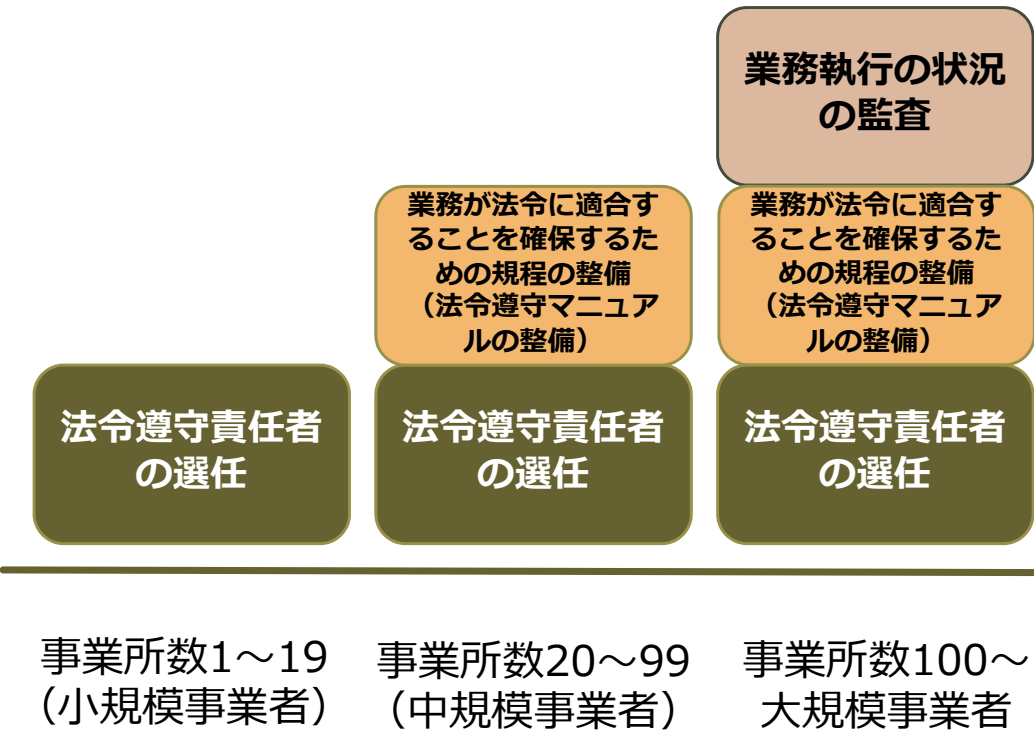 業務執行の状況
の監査
業務が法令に適合す
ることを確保するた
めの規程の整備
（法令遵守マニュア
ルの整備）
業務が法令に適合す
ることを確保するた
めの規程の整備
（法令遵守マニュア
ルの整備）
法令遵守責任者
の選任
法令遵守責任者
の選任
法令遵守責任者
の選任
事業所数1～19
（小規模事業者）
事業所数20～99
（中規模事業者）
事業所数100～
大規模事業者